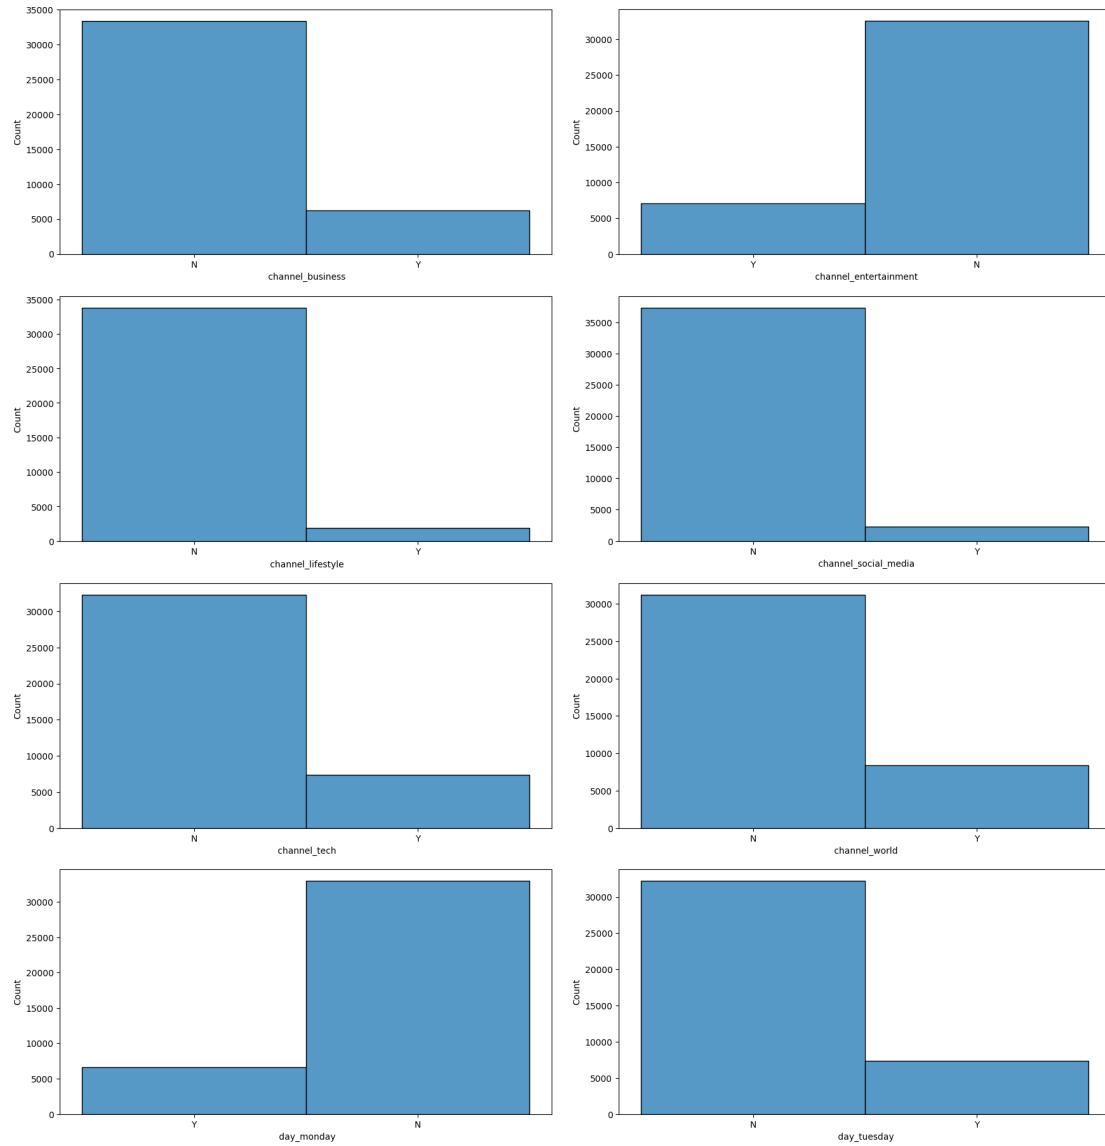 35000
30000
25000
20000
15000
10000
5000
0
Count
N Y
channel_business
30000
25000
20000
15000
10000
5000
0
Count
Y N
channel_entertainment
35000
30000
25000
20000
15000
10000
5000
0
Count
N Y
channel_lifestyle
35000
30000
25000
20000
15000
10000
5000
0
Count
N Y
channel_social_media
30000
25000
20000
15000
10000
5000
0
Count
N Y
channel_tech
30000
25000
20000
15000
10000
5000
0
Count
N Y
channel_world
30000
25000
20000
15000
10000
5000
0
Count
Y N
day_monday
30000
25000
20000
15000
10000
5000
0
Count
N Y
day_tuesday